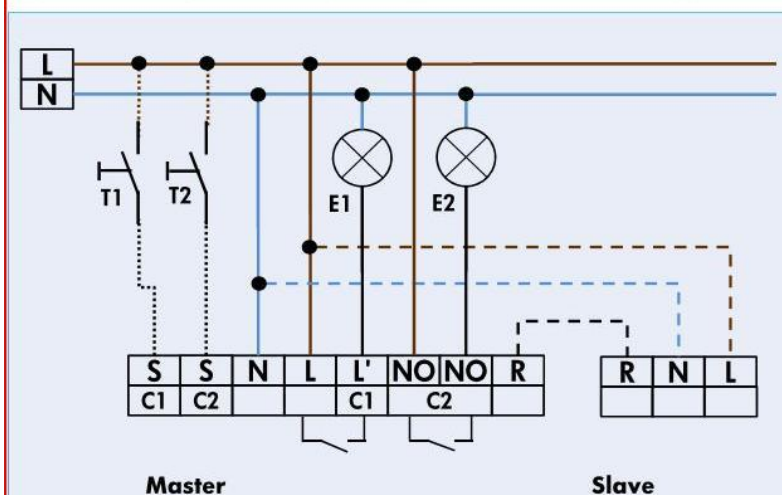 L
N
T1 T2 E1 E2
S S N L L' NO NO R
C1 C2 C1 C2
R N L
Master Slave